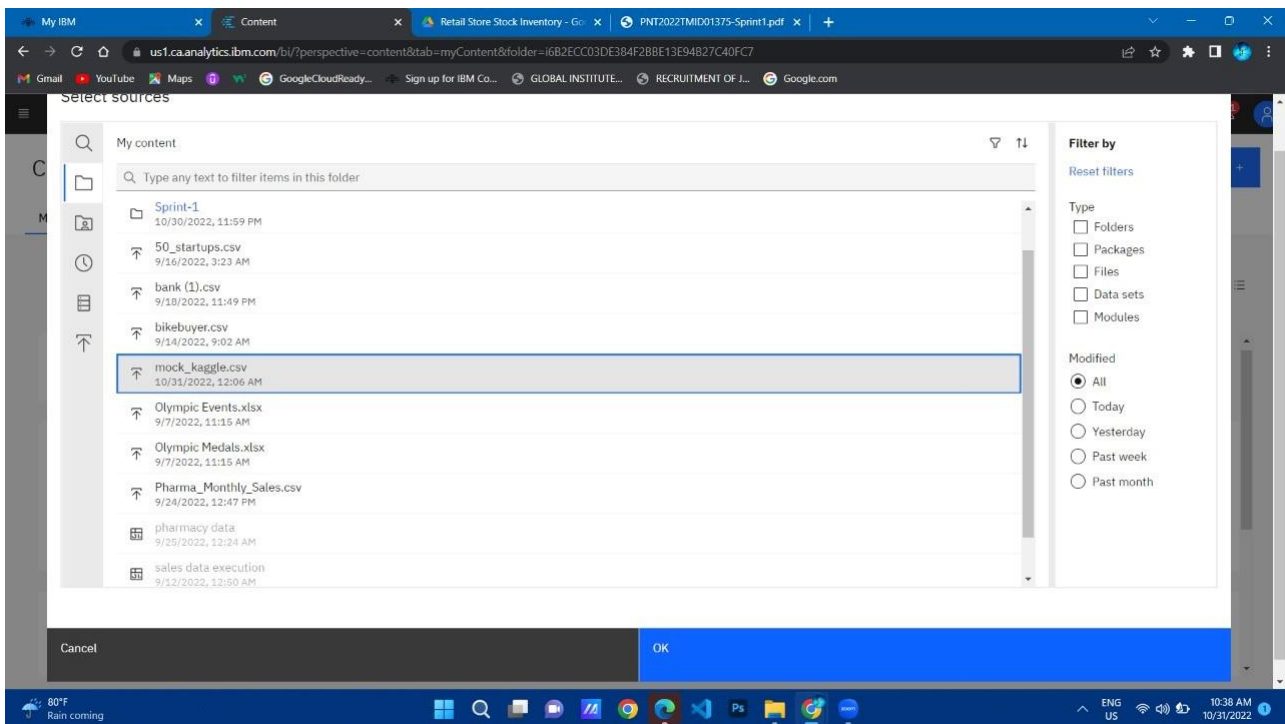 My IBM
Content
Retail Store Stock Inventory - Go
PNT2022TMID01375-Sprint1.pdf
us1.ca.analytics.ibm.com/bi/?perspective=content&tab=myContent&folder=i6B2ECC03DE384F2BBE13E94B27C40FC7
Gmail YouTube Maps GoogleCloudReady... Sign up for IBM Co... GLOBAL INSTITUTE... RECRUITMENT OF J... Google.com
Select sources
My content
Type any text to filter items in this folder
Sprint-1
10/30/2022, 11:59 PM
50_startups.csv
9/16/2022, 3:23 AM
bank (1).csv
9/18/2022, 11:49 PM
bikebuyer.csv
9/14/2022, 9:02 AM
mock_kaggle.csv
10/31/2022, 12:06 AM
Olympic Events.xlsx
9/7/2022, 11:15 AM
Olympic Medals.xlsx
9/7/2022, 11:15 AM
Pharma_Monthly_Sales.csv
9/24/2022, 12:47 PM
pharmacy data
9/25/2022, 12:24 AM
sales data execution
9/12/2022, 12:50 AM
Filter by
Reset filters
Type
Folders
Packages
Files
Data sets
Modules
Modified
All
Today
Yesterday
Past week
Past month
C
M
Cancel
OK
80°F
Rain coming
Ps
ENG
US
10:38 AM
10/31/2022
1